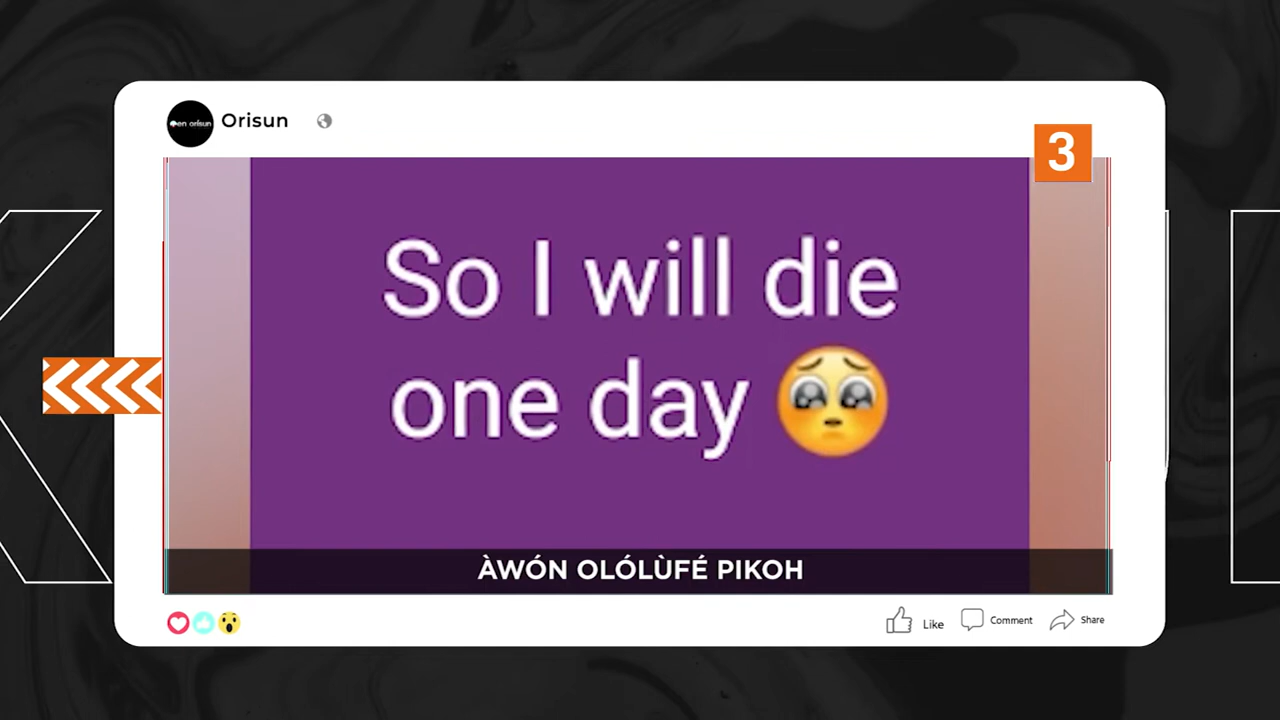 Orisun
3
So I will die
one day 🥺
ÀWÓN OLÓLÙFÉ PIKOH
Like
Comment
Share